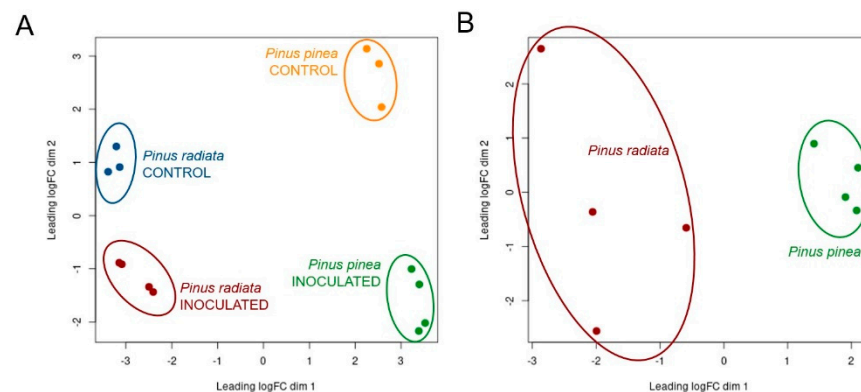 A
B
Pinus pinea
CONTROL
Pinus radiata
CONTROL
Pinus radiata
INOCULATED
Pinus pinea
INOCULATED
Leading logFC dim 2
3
2
1
0
-1
-2
-3
-2
-1
0
1
2
3
Leading logFC dim 1
Pinus radiata
Pinus pinea
Leading logFC dim 2
2
1
0
-1
-2
-3
-2
-1
0
1
2
Leading logFC dim 1